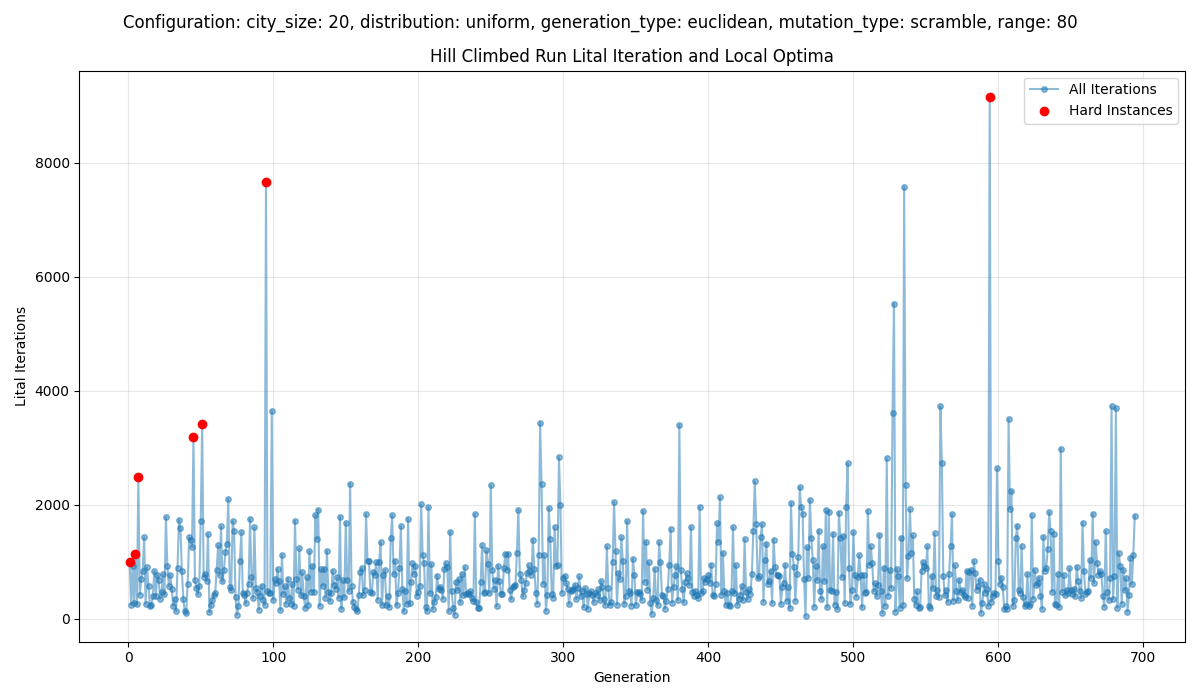 Configuration: city_size: 20, distribution: uniform, generation_type: euclidean, mutation_type: scramble, range: 80
Hill Climbed Run Lital Iteration and Local Optima
All Iterations
Hard Instances
Lital Iterations
8000
6000
4000
2000
0
0 100 200 300 400 500 600 700
Generation